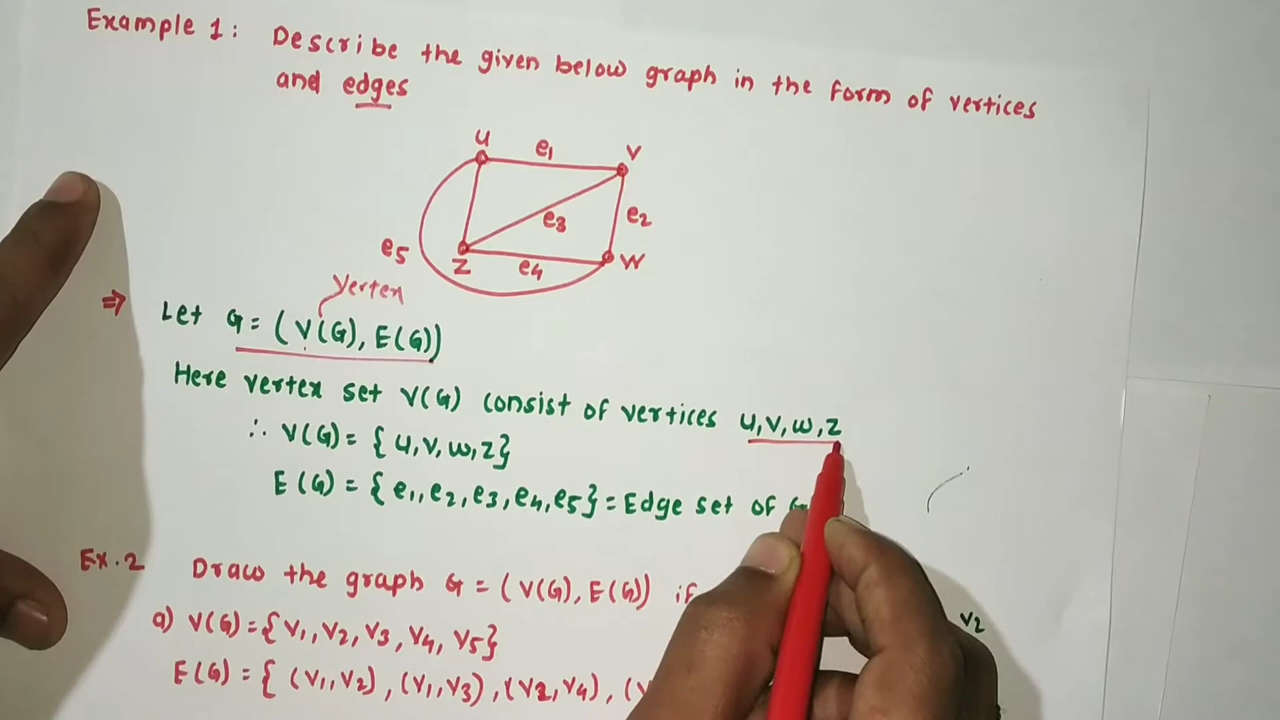 Example 1: Describe the given below graph in the form of vertices
and edges
u
e1
v
e3
e2
e5
z
e4
w
Vertex
⇒ Let G = (V(G), E(G))
Here vertex set V(G) consist of vertices u,v,w,z
∴ V(G) = {u,v,w,z}
E(G) = {e1,e2,e3,e4,e5} = Edge set of G
Ex.2 Draw the graph G = (V(G), E(G)) if
a) V(G) = {v1, v2, v3, v4, v5}
v2
E(G) = { (v1,v2), (v1,v3), (v2,v4), (v